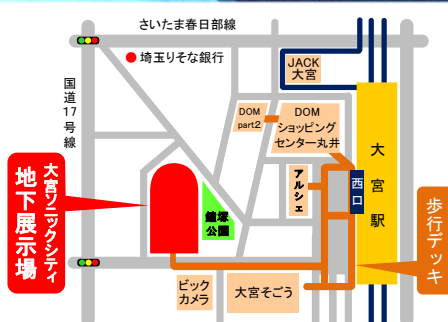 さいたま春日部線
埼玉りそな銀行
JACK
大宮
国道17号線
DOM
part2
DOM
ショッピング
センター丸井
大宮駅
西口
アルシェ
大宮ソニックシティ
地下展示場
鐘塚
公園
歩行デッキ
ビック
カメラ
大宮そごう